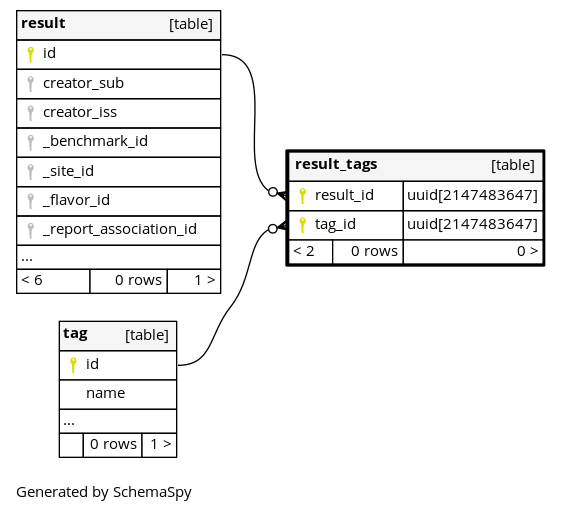 result [table]
id
creator_sub
creator_iss
_benchmark_id
_site_id
_flavor_id
_report_association_id
...
< 6 0 rows 1 >
result_tags [table]
result_id uuid[2147483647]
tag_id uuid[2147483647]
< 2 0 rows 0 >
tag [table]
id
name
...
0 rows 1 >
Generated by SchemaSpy